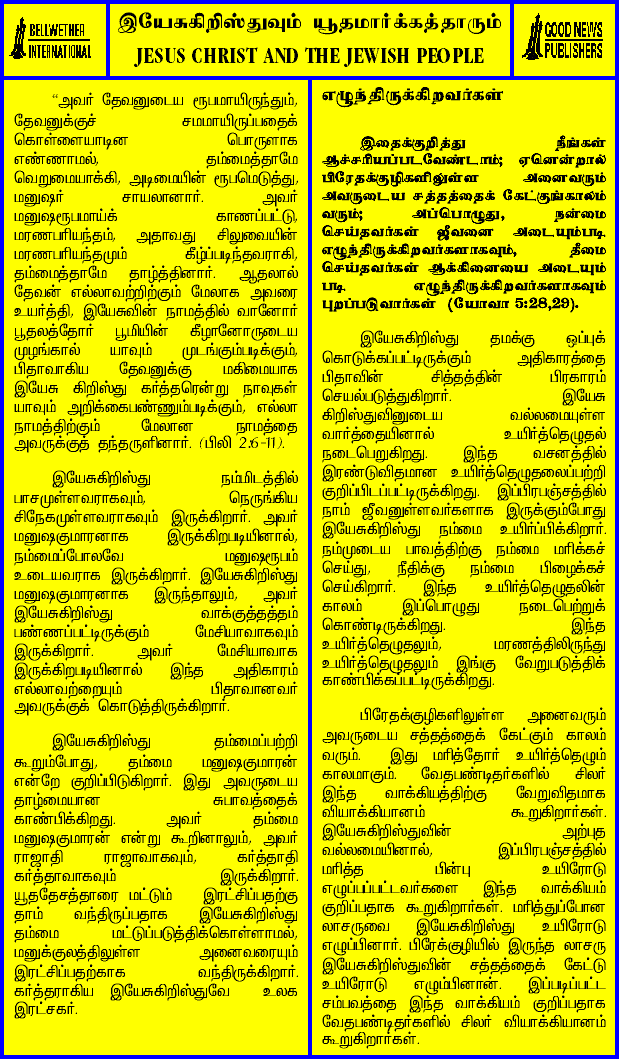 BELLWETHER
INTERNATIONAL
இயேசுகிறிஸ்துவும் யூதமார்க்கத்தாரும்
JESUS CHRIST AND THE JEWISH PEOPLE
GOOD NEWS
PUBLISHERS
“அவர் தேவனுடைய ரூபமாயிருந்தும்,
தேவனுக்குச் சமமாயிருப்பதைக்
கொள்ளையாடின பொருளாக
எண்ணாமல், தம்மைத்தாமே
வெறுமையாக்கி, அடிமையின் ரூபமெடுத்து,
மனுஷர் சாயலானார். அவர்
மனுஷரூபமாய்க் காணப்பட்டு,
மரணபரியந்தம், அதாவது சிலுவையின்
மரணபரியந்தமும் கீழ்ப்படிந்தவராகி,
தம்மைத்தாமே தாழ்த்தினார். ஆதலால்
தேவன் எல்லாவற்றிற்கும் மேலாக அவரை
உயர்த்தி, இயேசுவின் நாமத்தில் வானோர்
பூதலத்தோர் பூமியின் கீழானோருடைய
முழங்கால் யாவும் முடங்கும்படிக்கும்,
பிதாவாகிய தேவனுக்கு மகிமையாக
இயேசு கிறிஸ்து கர்த்தரென்று நாவுகள்
யாவும் அறிக்கைபண்ணும்படிக்கும், எல்லா
நாமத்திற்கும் மேலான நாமத்தை
அவருக்குத் தந்தருளினார். (பிலி 2:6-11).
இயேசுகிறிஸ்து நம்மிடத்தில்
பாசமுள்ளவராகவும், நெருங்கிய
சிநேகமுள்ளவராகவும் இருக்கிறார். அவர்
மனுஷகுமாரனாக இருக்கிறபடியினால்,
நம்மைப்போலவே மனுஷரூபம்
உடையவராக இருக்கிறார். இயேசுகிறிஸ்து
மனுஷகுமாரனாக இருந்தாலும், அவர்
இயேசுகிறிஸ்து வாக்குத்தத்தம்
பண்ணப்பட்டிருக்கும் மேசியாவாகவும்
இருக்கிறார். அவர் மேசியாவாக
இருக்கிறபடியினால் இந்த அதிகாரம்
எல்லாவற்றையும் பிதாவானவர்
அவருக்குக் கொடுத்திருக்கிறார்.
இயேசுகிறிஸ்து தம்மைப்பற்றி
கூறும்போது, தம்மை மனுஷகுமாரன்
என்றே குறிப்பிடுகிறார். இது அவருடைய
தாழ்மையான சுபாவத்தைக்
காண்பிக்கிறது. அவர் தம்மை
மனுஷகுமாரன் என்று கூறினாலும், அவர்
ராஜாதி ராஜாவாகவும், கர்த்தாதி
கர்த்தாவாகவும் இருக்கிறார்.
யூததேசத்தாரை மட்டும் இரட்சிப்பதற்கு
தாம் வந்திருப்பதாக இயேசுகிறிஸ்து
தம்மை மட்டுப்படுத்திக்கொள்ளாமல்,
மனுக்குலத்திலுள்ள அனைவரையும்
இரட்சிப்பதற்காக வந்திருக்கிறார்.
கர்த்தராகிய இயேசுகிறிஸ்துவே உலக
இரட்சகர்.
எழுந்திருக்கிறவர்கள்
இதைக்குறித்து நீங்கள்
ஆச்சரியப்படவேண்டாம்; ஏனென்றால்
பிரேதக்குழிகளிலுள்ள அனைவரும்
அவருடைய சத்தத்தைக் கேட்குங்காலம்
வரும்; அப்பொழுது, நன்மை
செய்தவர்கள் ஜீவனை அடையும்படி
எழுந்திருக்கிறவர்களாகவும், தீமை
செய்தவர்கள் ஆக்கினையை அடையும்
படி எழுந்திருக்கிறவர்களாகவும்
புறப்படுவார்கள் (யோவா 5:28,29).
இயேசுகிறிஸ்து தமக்கு ஒப்புக்
கொடுக்கப்பட்டிருக்கும் அதிகாரத்தை
பிதாவின் சித்தத்தின் பிரகாரம்
செயல்படுத்துகிறார். இயேசு
கிறிஸ்துவினுடைய வல்லமையுள்ள
வார்த்தையினால் உயிர்த்தெழுதல்
நடைபெறுகிறது. இந்த வசனத்தில்
இரண்டுவிதமான உயிர்த்தெழுதலைப்பற்றி
குறிப்பிடப்பட்டிருக்கிறது. இப்பிரபஞ்சத்தில்
நாம் ஜீவனுள்ளவர்களாக இருக்கும்போது
இயேசுகிறிஸ்து நம்மை உயிர்ப்பிக்கிறார்.
நம்முடைய பாவத்திற்கு நம்மை மரிக்கச்
செய்து, நீதிக்கு நம்மை பிழைக்கச்
செய்கிறார். இந்த உயிர்த்தெழுதலின்
காலம் இப்பொழுது நடைபெற்றுக்
கொண்டிருக்கிறது. இந்த
உயிர்த்தெழுதலும், மரணத்திலிருந்து
உயிர்த்தெழுதலும் இங்கு வேறுபடுத்திக்
காண்பிக்கப்பட்டிருக்கிறது.
பிரேதக்குழிகளிலுள்ள அனைவரும்
அவருடைய சத்தத்தைக் கேட்கும் காலம்
வரும். இது மரித்தோர் உயிர்த்தெழும்
காலமாகும். வேதபண்டிதர்களில் சிலர்
இந்த வாக்கியத்திற்கு வேறுவிதமாக
வியாக்கியானம் கூறுகிறார்கள்.
இயேசுகிறிஸ்துவின் அற்புத
வல்லமையினால், இப்பிரபஞ்சத்தில்
மரித்த பின்பு உயிரோடு
எழுப்பப்பட்டவர்களை இந்த வாக்கியம்
குறிப்பதாக கூறுகிறார்கள். மரித்துப்போன
லாசருவை இயேசுகிறிஸ்து உயிரோடு
எழுப்பினார். பிரேக்குழியில் இருந்த லாசரு
இயேசுகிறிஸ்துவின் சத்தத்தைக் கேட்டு
உயிரோடு எழும்பினான். இப்படிப்பட்ட
சம்பவத்தை இந்த வாக்கியம் குறிப்பதாக
வேதபண்டிதர்களில் சிலர் வியாக்கியானம்
கூறுகிறார்கள்.